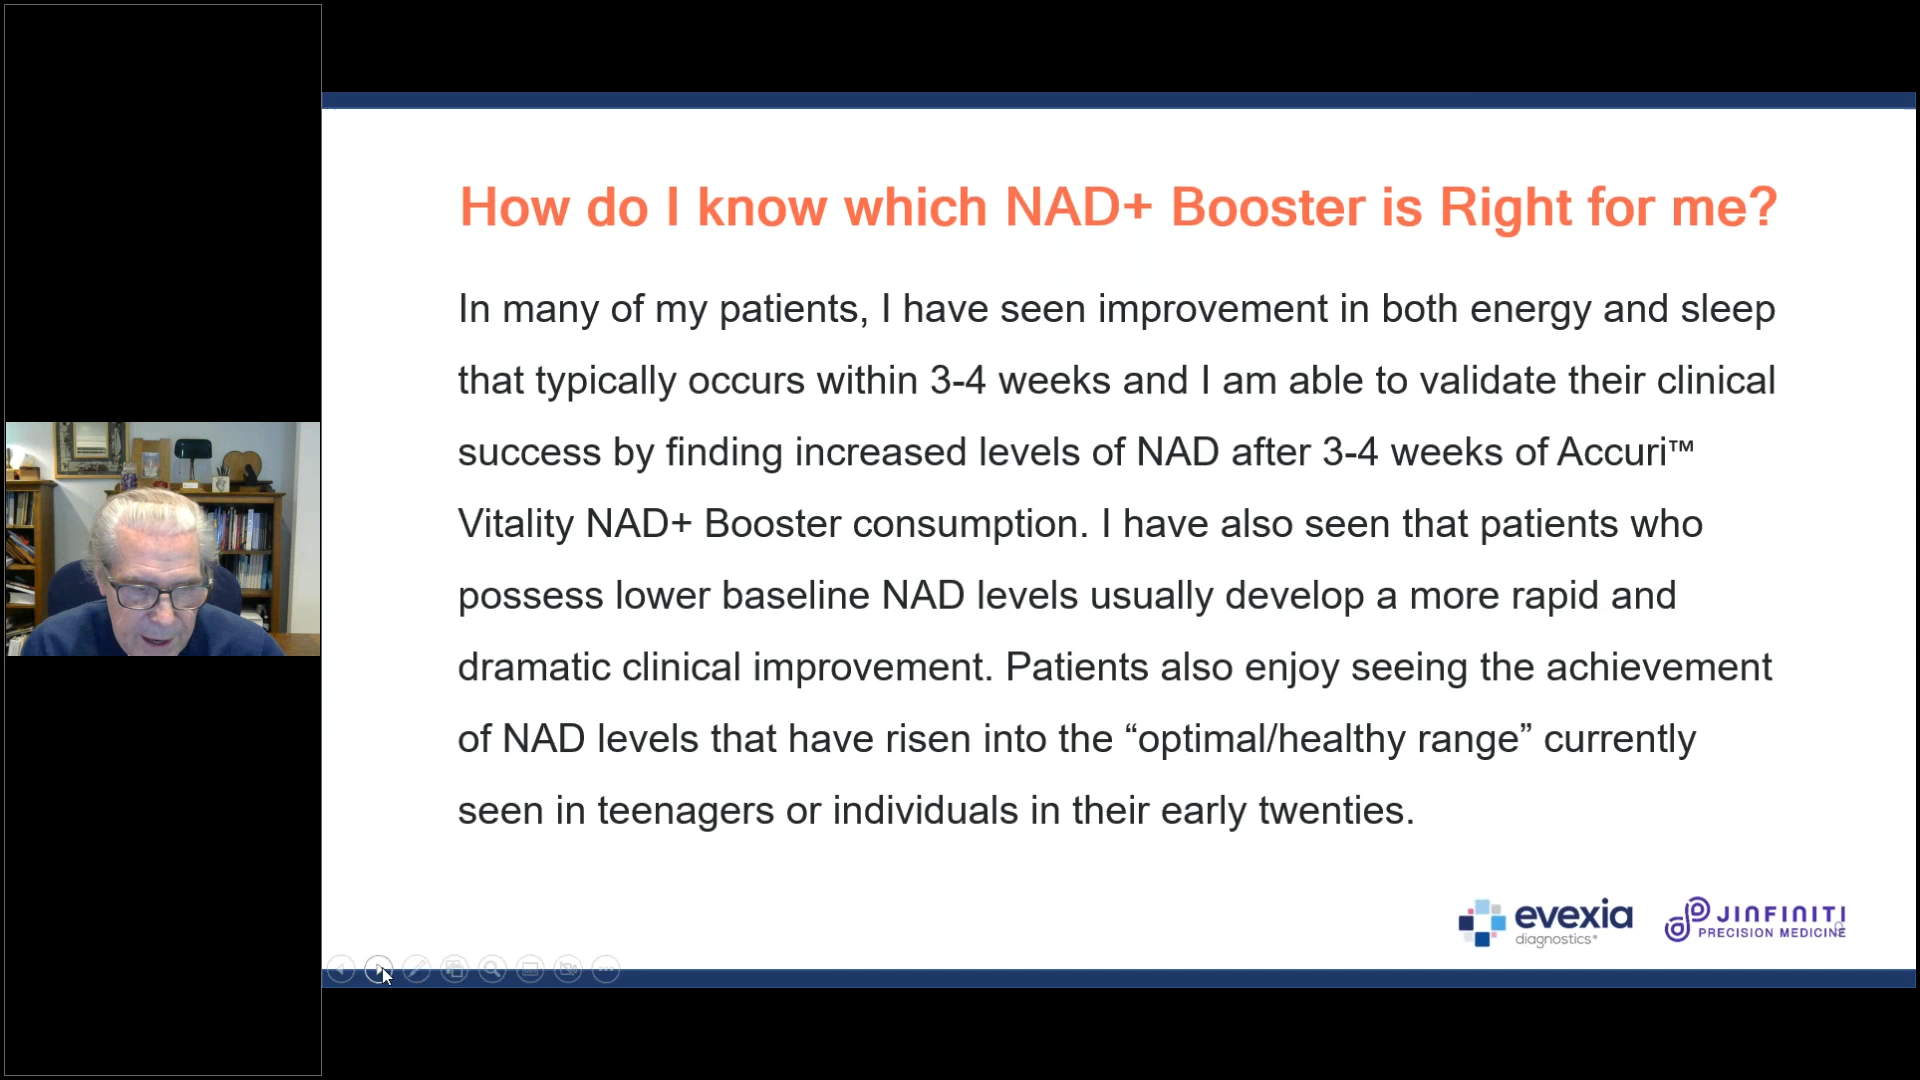 How do I know which NAD+ Booster is Right for me?
In many of my patients, I have seen improvement in both energy and sleep
that typically occurs within 3-4 weeks and I am able to validate their clinical
success by finding increased levels of NAD after 3-4 weeks of Accuri™
Vitality NAD+ Booster consumption. I have also seen that patients who
possess lower baseline NAD levels usually develop a more rapid and
dramatic clinical improvement. Patients also enjoy seeing the achievement
of NAD levels that have risen into the “optimal/healthy range” currently
seen in teenagers or individuals in their early twenties.
evexia
diagnostics®
JINFINITI
PRECISION MEDICINE